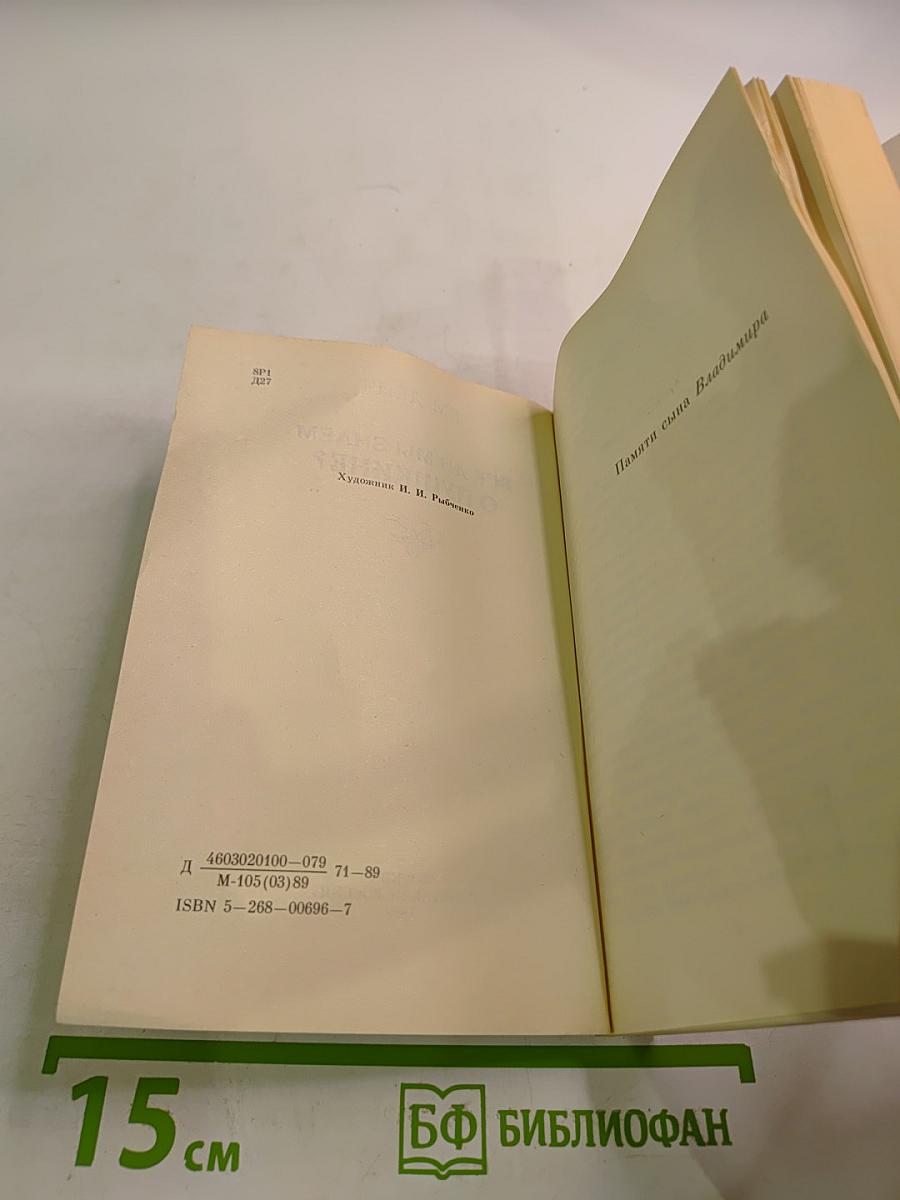 8Р1
Д27
Художник И. И. Рыбченко
Д 4603020100—079 71—89
М-105(03)89
ISBN 5—268—00696—7
Памяти сына Владимира
15 см
БФ БИБЛИОФАН